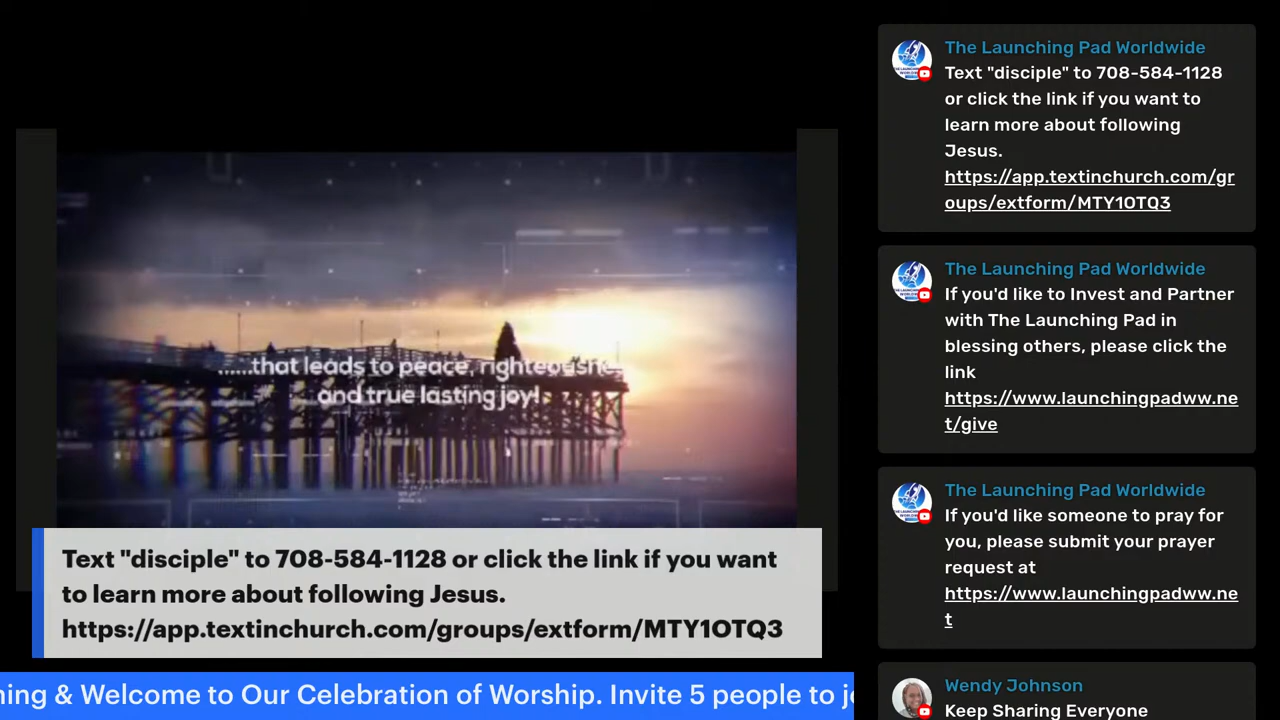 ......that leads to peace, righteousne
and true lasting joy!
Text "disciple" to 708-584-1128 or click the link if you want
to learn more about following Jesus.
https://app.textinchurch.com/groups/extform/MTY1OTQ3
ning & Welcome to Our Celebration of Worship. Invite 5 people to jo
The Launching Pad Worldwide
Text "disciple" to 708-584-1128
or click the link if you want to
learn more about following
Jesus.
https://app.textinchurch.com/gr
oups/extform/MTY1OTQ3
The Launching Pad Worldwide
If you'd like to Invest and Partner
with The Launching Pad in
blessing others, please click the
link
https://www.launchingpadww.ne
t/give
The Launching Pad Worldwide
If you'd like someone to pray for
you, please submit your prayer
request at
https://www.launchingpadww.ne
t
Wendy Johnson
Keep Sharing Everyone